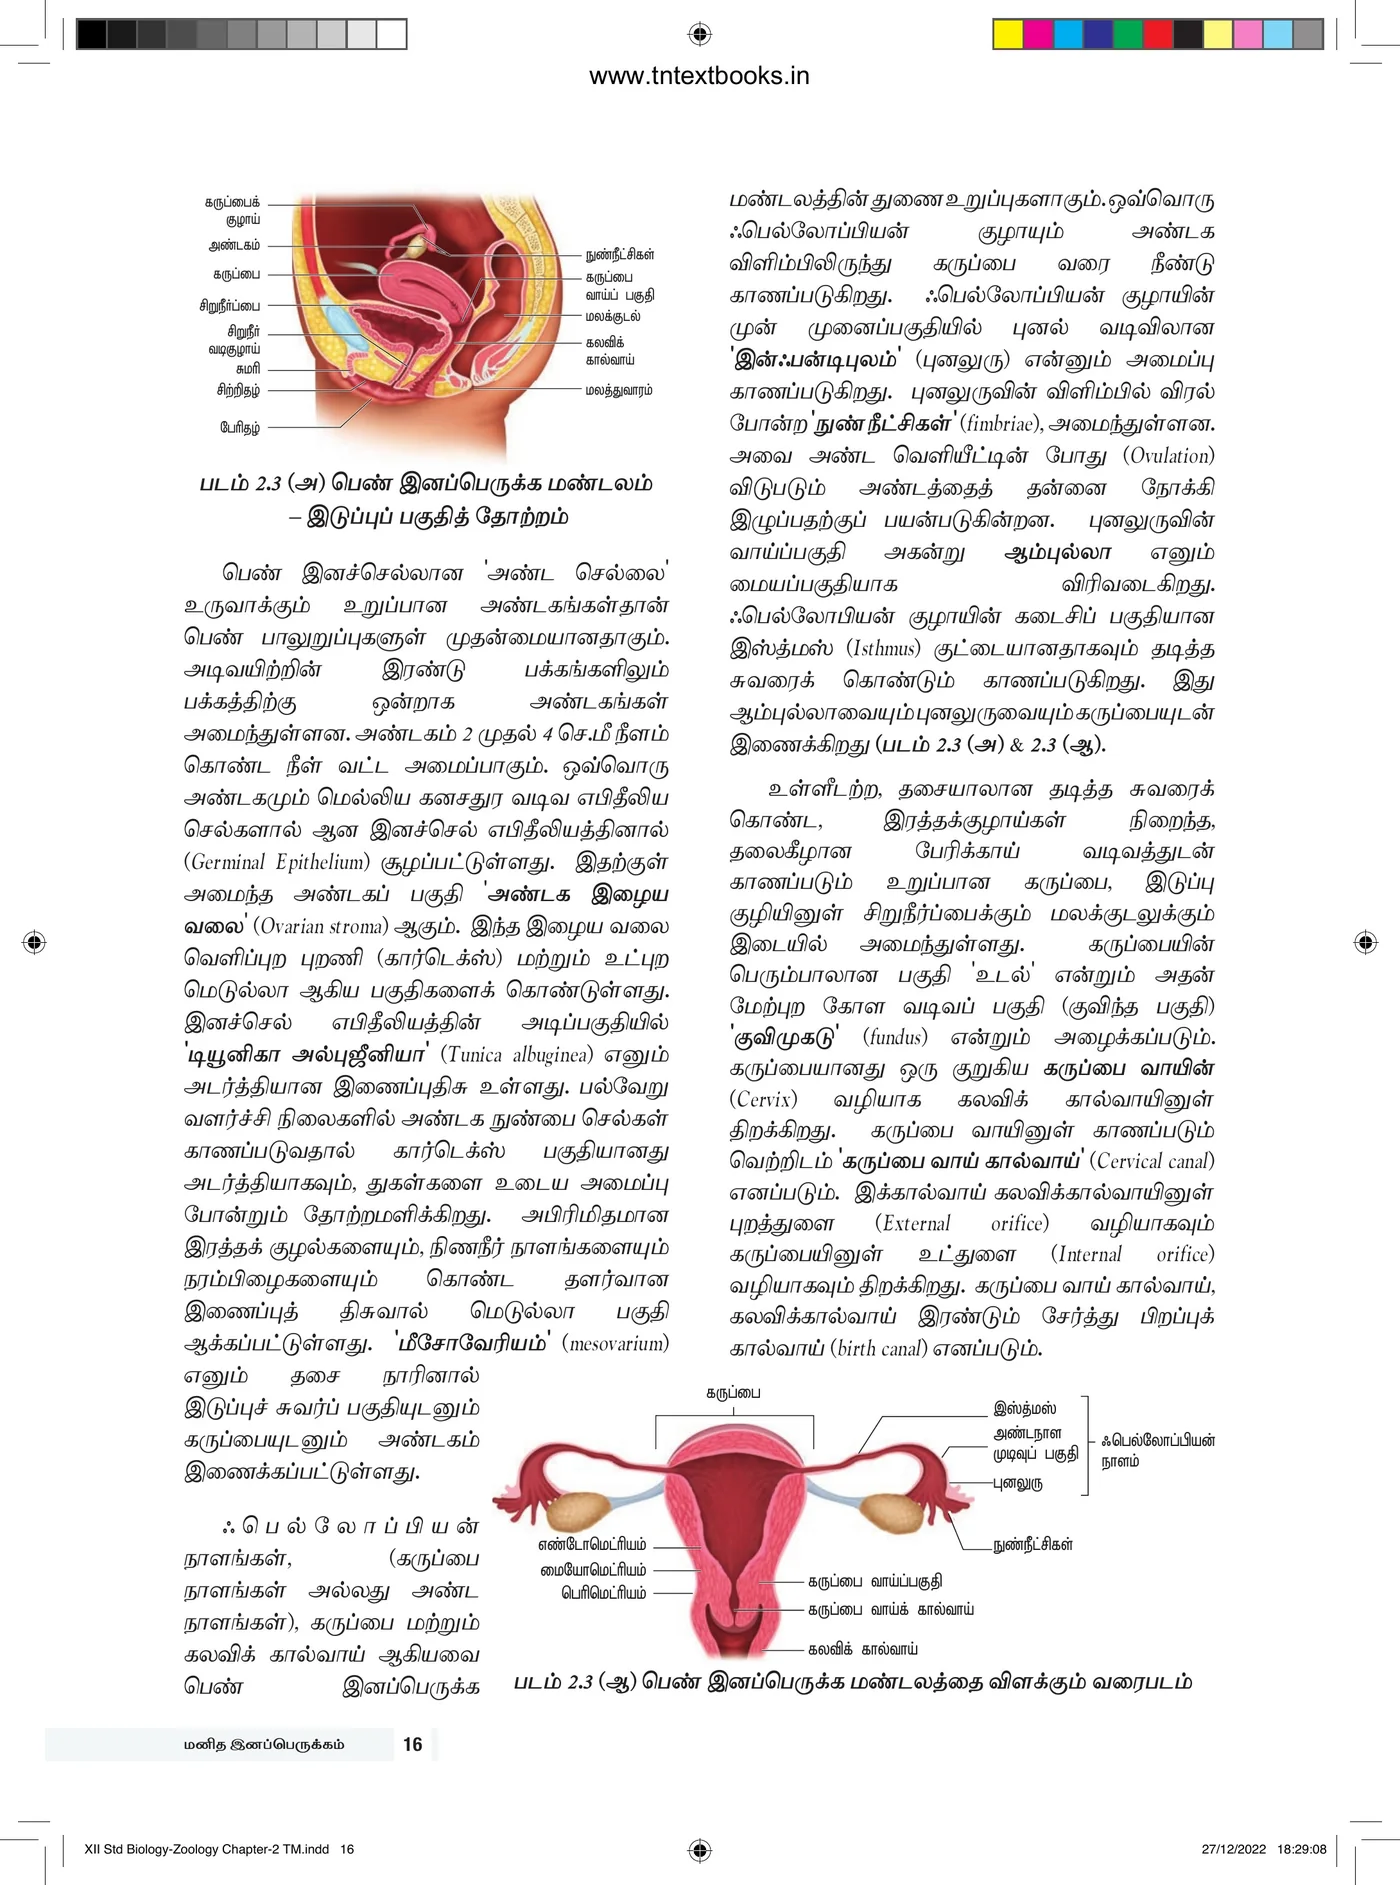 www.tntextbooks.in
கருப்பைக்
குழாய்
அண்டகம்
கருப்பை
சிறுநீர்ப்பை
சிறுநீர்
வடிகுழாய்
சுமரி
சிற்றிதழ்
பேரிதழ்
நுண்நீட்சிகள்
கருப்பை
வாய்ப் பகுதி
மலக்குடல்
கலவிக்
கால்வாய்
மலத்துவாரம்
படம் 2.3 (அ) பெண் இனப்பெருக்க மண்டலம்
– இடுப்புப் பகுதித் தோற்றம்
பெண் இனச்செல்லான 'அண்ட செல்லை'
உருவாக்கும் உறுப்பான அண்டகங்கள்தான்
பெண் பாலுறுப்புகளுள் முதன்மையானதாகும்.
அடிவயிற்றின் இரண்டு பக்கங்களிலும்
பக்கத்திற்கு ஒன்றாக அண்டகங்கள்
அமைந்துள்ளன. அண்டகம் 2 முதல் 4 செ.மீ நீளம்
கொண்ட நீள் வட்ட அமைப்பாகும். ஒவ்வொரு
அண்டகமும் மெல்லிய கனசதுர வடிவ எபிதீலிய
செல்களால் ஆன இனச்செல் எபிதீலியத்தினால்
(Germinal Epithelium) சூழப்பட்டுள்ளது. இதற்குள்
அமைந்த அண்டகப் பகுதி 'அண்டக இழைய
வலை' (Ovarian stroma) ஆகும். இந்த இழைய வலை
வெளிப்புற புறணி (கார்டெக்ஸ்) மற்றும் உட்புற
மெடுல்லா ஆகிய பகுதிகளைக் கொண்டுள்ளது.
இனச்செல் எபிதீலியத்தின் அடிப்பகுதியில்
'டியூனிகா அல்புஜீனியா' (Tunica albuginea) எனும்
அடர்த்தியான இணைப்புதிசு உள்ளது. பல்வேறு
வளர்ச்சி நிலைகளில் அண்டக நுண்பை செல்கள்
காணப்படுவதால் கார்டெக்ஸ் பகுதியானது
அடர்த்தியாகவும், துகள்களை உடைய அமைப்பு
போன்றும் தோற்றமளிக்கிறது. அபிரிமிதமான
இரத்தக் குழல்களையும், நிணநீர் நாளங்களையும்
நரம்பிழைகளையும் கொண்ட தளர்வான
இணைப்புத் திசுவால் மெடுல்லா பகுதி
ஆக்கப்பட்டுள்ளது. 'மீசோவேரியம்' (mesovarium)
எனும் தசை நாரினால்
இடுப்புச் சுவர்ப் பகுதியுடனும்
கருப்பையுடனும் அண்டகம்
இணைக்கப்பட்டுள்ளது.
ஃபெல்லோப்பியன்
நாளங்கள், (கருப்பை
நாளங்கள் அல்லது அண்ட
நாளங்கள்), கருப்பை மற்றும்
கலவிக் கால்வாய் ஆகியவை
பெண் இனப்பெருக்க
மண்டலத்தின் துணை உறுப்புகளாகும். ஒவ்வொரு
ஃபெல்லோப்பியன் குழாயும் அண்டக
விளிம்பிலிருந்து கருப்பை வரை நீண்டு
காணப்படுகிறது. ஃபெல்லோப்பியன் குழாயின்
முன் முனைப்பகுதியில் புனல் வடிவிலான
'இன்ஃபன்டிபுலம்' (புனலுரு) என்னும் அமைப்பு
காணப்படுகிறது. புனலுருவின் விளிம்பில் விரல்
போன்ற 'நுண் நீட்சிகள்' (fimbriae), அமைந்துள்ளன.
அவை அண்ட வெளியீட்டின் போது (Ovulation)
விடுபடும் அண்டத்தைத் தன்னை நோக்கி
இழுப்பதற்குப் பயன்படுகின்றன. புனலுருவின்
வாய்ப்பகுதி அகன்று ஆம்புல்லா எனும்
மையப்பகுதியாக விரிவடைகிறது.
ஃபெல்லோபியன் குழாயின் கடைசிப் பகுதியான
இஸ்த்மஸ் (Isthmus) குட்டையானதாகவும் தடித்த
சுவரைக் கொண்டும் காணப்படுகிறது. இது
ஆம்புல்லாவையும் புனலுருவையும் கருப்பையுடன்
இணைக்கிறது (படம் 2.3 (அ) & 2.3 (ஆ).
உள்ளீடற்ற, தசையாலான தடித்த சுவரைக்
கொண்ட, இரத்தக்குழாய்கள் நிறைந்த,
தலைகீழான பேரிக்காய் வடிவத்துடன்
காணப்படும் உறுப்பான கருப்பை, இடுப்பு
குழியினுள் சிறுநீர்ப்பைக்கும் மலக்குடலுக்கும்
இடையில் அமைந்துள்ளது. கருப்பையின்
பெரும்பாலான பகுதி 'உடல்' என்றும் அதன்
மேற்புற கோள வடிவப் பகுதி (குவிந்த பகுதி)
'குவிமுகடு' (fundus) என்றும் அழைக்கப்படும்.
கருப்பையானது ஒரு குறுகிய கருப்பை வாயின்
(Cervix) வழியாக கலவிக் கால்வாயினுள்
திறக்கிறது. கருப்பை வாயினுள் காணப்படும்
வெற்றிடம் 'கருப்பை வாய் கால்வாய்' (Cervical canal)
எனப்படும். இக்கால்வாய் கலவிக்கால்வாயினுள்
புறத்துளை (External orifice) வழியாகவும்
கருப்பையினுள் உட்துளை (Internal orifice)
வழியாகவும் திறக்கிறது. கருப்பை வாய் கால்வாய்,
கலவிக்கால்வாய் இரண்டும் சேர்த்து பிறப்புக்
கால்வாய் (birth canal) எனப்படும்.
கருப்பை
இஸ்த்மஸ்
அண்டநாள
முடிவுப் பகுதி
புனலுரு
ஃபெல்லோப்பியன்
நாளம்
நுண்நீட்சிகள்
எண்டோமெட்ரியம்
மையோமெட்ரியம்
பெரிமெட்ரியம்
கருப்பை வாய்ப்பகுதி
கருப்பை வாய்க் கால்வாய்
கலவிக் கால்வாய்
படம் 2.3 (ஆ) பெண் இனப்பெருக்க மண்டலத்தை விளக்கும் வரைபடம்
மனித இனப்பெருக்கம் 16
XII Std Biology-Zoology Chapter-2 TM.indd 16 27/12/2022 18:29:08